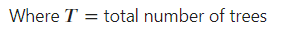 Where T = total number of trees